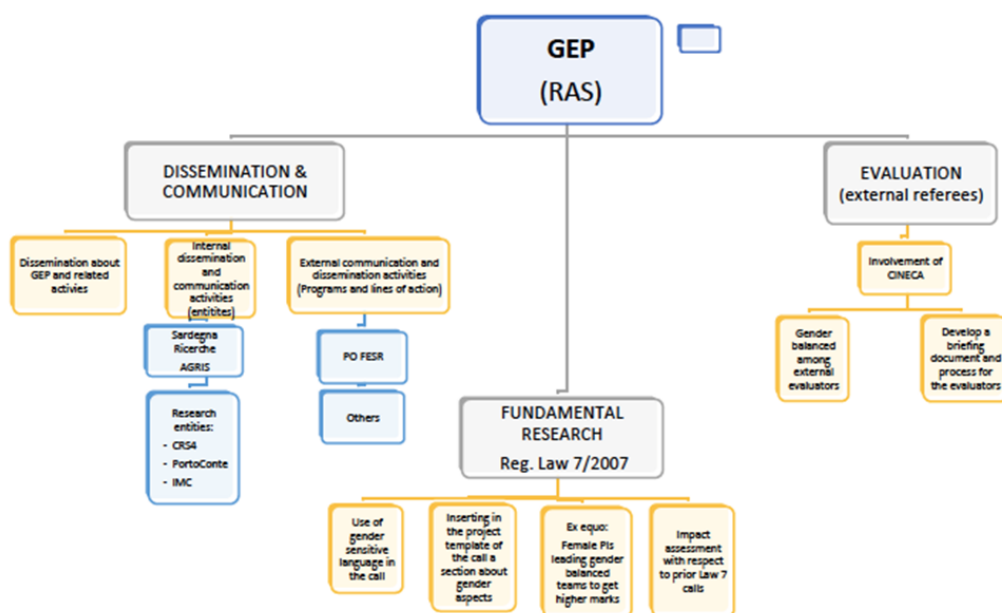 GEP
(RAS)
DISSEMINATION &
COMMUNICATION
EVALUATION
(external referees)
Dissemination about
GEP and related
activies
Internal
dissemination
and
communication
activities
(entitites)
External communication and
dissemination activities
(Programs and lines of action)
Involvement of
CINECA
Sardegna
Ricerche
AGRIS
PO FESR
Gender
balanced
among
external
evaluators
Develop a
briefing
document and
process for
the evaluators
Research
entities:
- CRS4
- PortoConte
- IMC
Others
FUNDAMENTAL
RESEARCH
Reg. Law 7/2007
Use of
gender
sensitive
language in
the call
Inserting in
the project
template of
the call a
section about
gender
aspects
Ex equo:
Female PIs
leading gender
balanced
teams to get
higher marks
Impact
assessment
with respect
to prior Law 7
calls